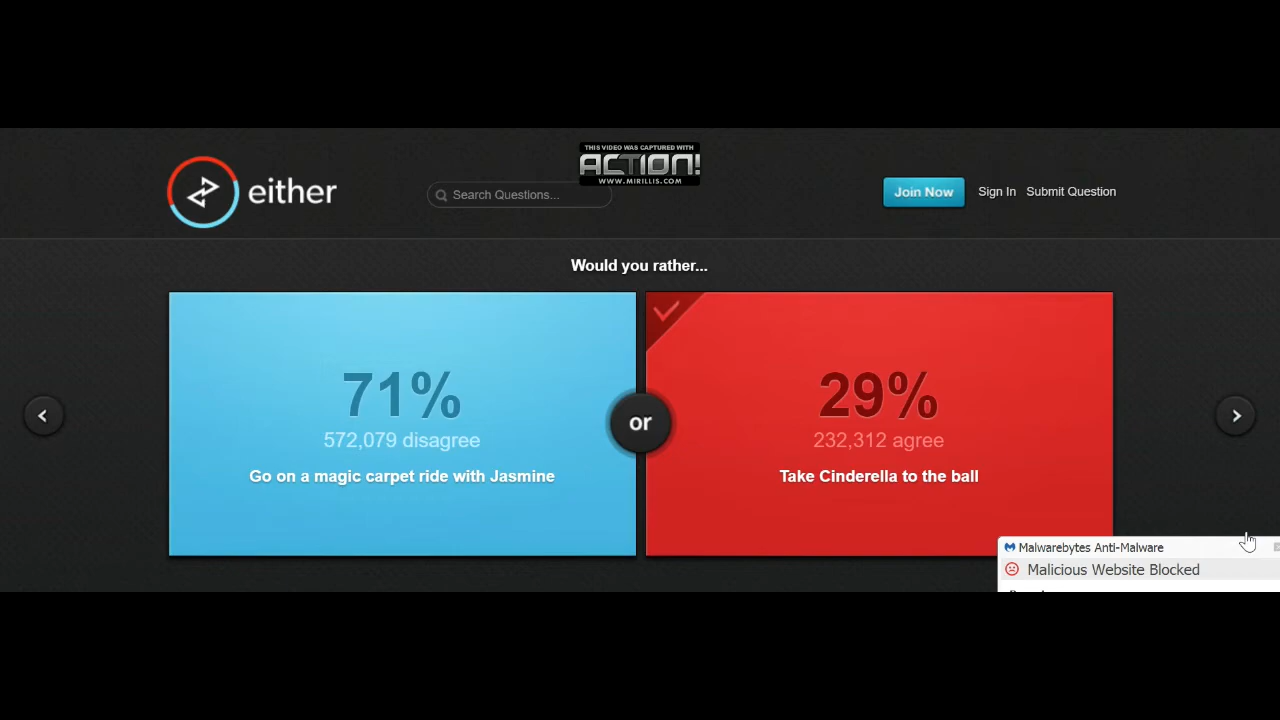 THIS VIDEO WAS CAPTURED WITH
ACTION!
WWW.MIRILLIS.COM
either
Search Questions...
Join Now
Sign In
Submit Question
Would you rather...
71%
572,079 disagree
Go on a magic carpet ride with Jasmine
or
29%
232,312 agree
Take Cinderella to the ball
Malwarebytes Anti-Malware
Malicious Website Blocked